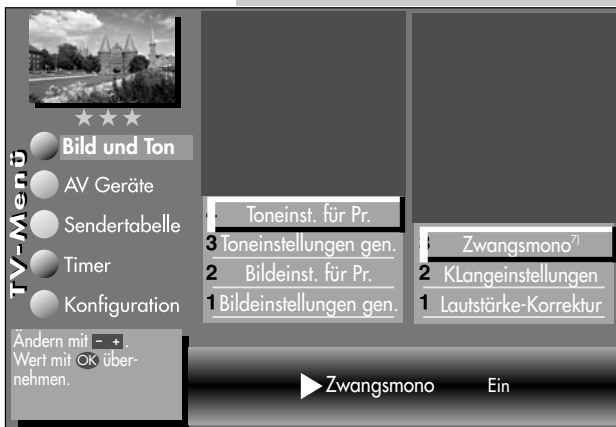 TV-Menü
Bild und Ton
AV Geräte
Sendertabelle
Timer
Konfiguration
4 Toneinst. für Pr.
3 Toneinstellungen gen.
2 Bildeinst. für Pr.
1 Bildeinstellungen gen.
3 Zwangsmono7)
2 KLangeinstellungen
1 Lautstärke-Korrektur
Ändern mit - + .
Wert mit OK über-
nehmen.
Zwangsmono Ein